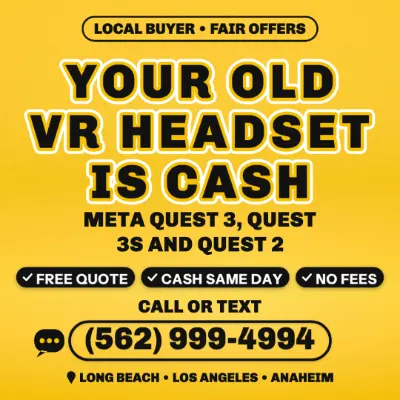 LOCAL BUYER • FAIR OFFERS
YOUR OLD
VR HEADSET
IS CASH
META QUEST 3, QUEST
3S AND QUEST 2
✓ FREE QUOTE ✓ CASH SAME DAY ✓ NO FEES
CALL OR TEXT
(562) 999-4994
LONG BEACH • LOS ANGELES • ANAHEIM